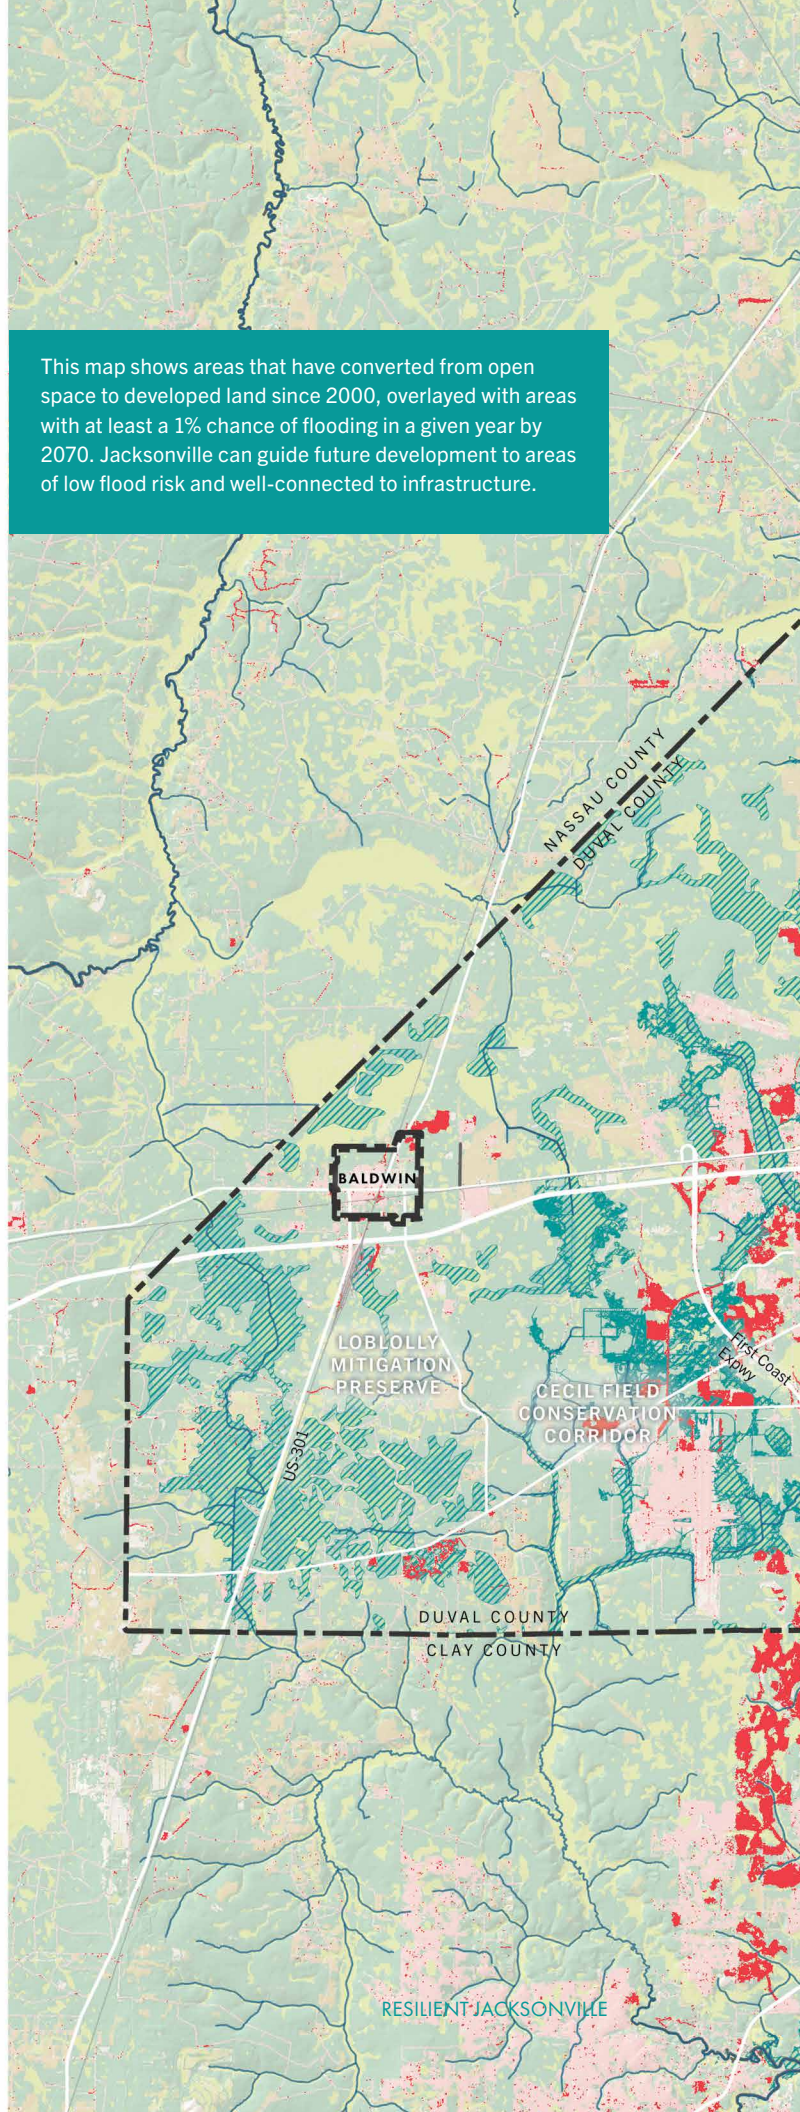 This map shows areas that have converted from open
space to developed land since 2000, overlayed with areas
with at least a 1% chance of flooding in a given year by
2070. Jacksonville can guide future development to areas
of low flood risk and well-connected to infrastructure.
NASSAU COUNTY
DUVAL COUNTY
BALDWIN
First Coast
Expwy
LOBLOLLY
MITIGATION
PRESERVE
CECIL FIELD
CONSERVATION
CORRIDOR
US-301
DUVAL COUNTY
CLAY COUNTY
RESILIENT JACKSONVILLE